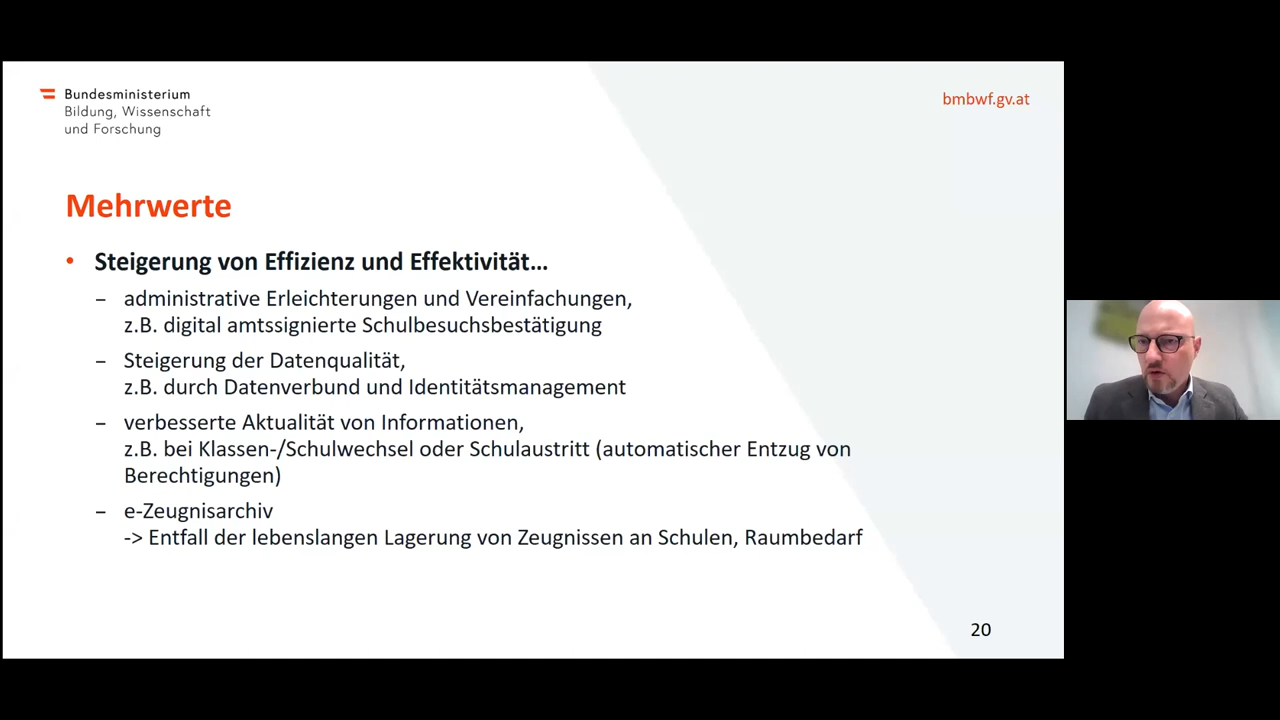 Bundesministerium
Bildung, Wissenschaft
und Forschung
bmbwf.gv.at
Mehrwerte
• Steigerung von Effizienz und Effektivität...
– administrative Erleichterungen und Vereinfachungen,
z.B. digital amtssignierte Schulbesuchsbestätigung
– Steigerung der Datenqualität,
z.B. durch Datenverbund und Identitätsmanagement
– verbesserte Aktualität von Informationen,
z.B. bei Klassen-/Schulwechsel oder Schulaustritt (automatischer Entzug von
Berechtigungen)
– e-Zeugnisarchiv
-> Entfall der lebenslangen Lagerung von Zeugnissen an Schulen, Raumbedarf
20